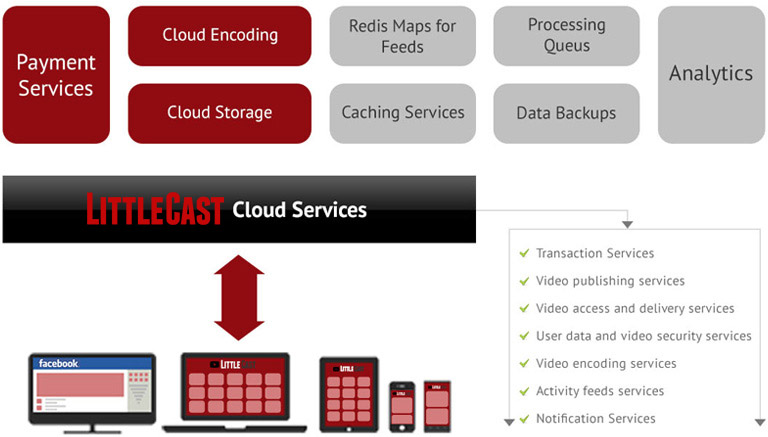 Payment
Services
Cloud Encoding
Cloud Storage
Redis Maps for
Feeds
Caching Services
Processing
Queus
Data Backups
Analytics
LITTLECAST Cloud Services
Transaction Services
Video publishing services
Video access and delivery services
User data and video security services
Video encoding services
Activity feeds services
Notification Services
facebook
LITTLE
LITTLE
LITTLE
LITTLE